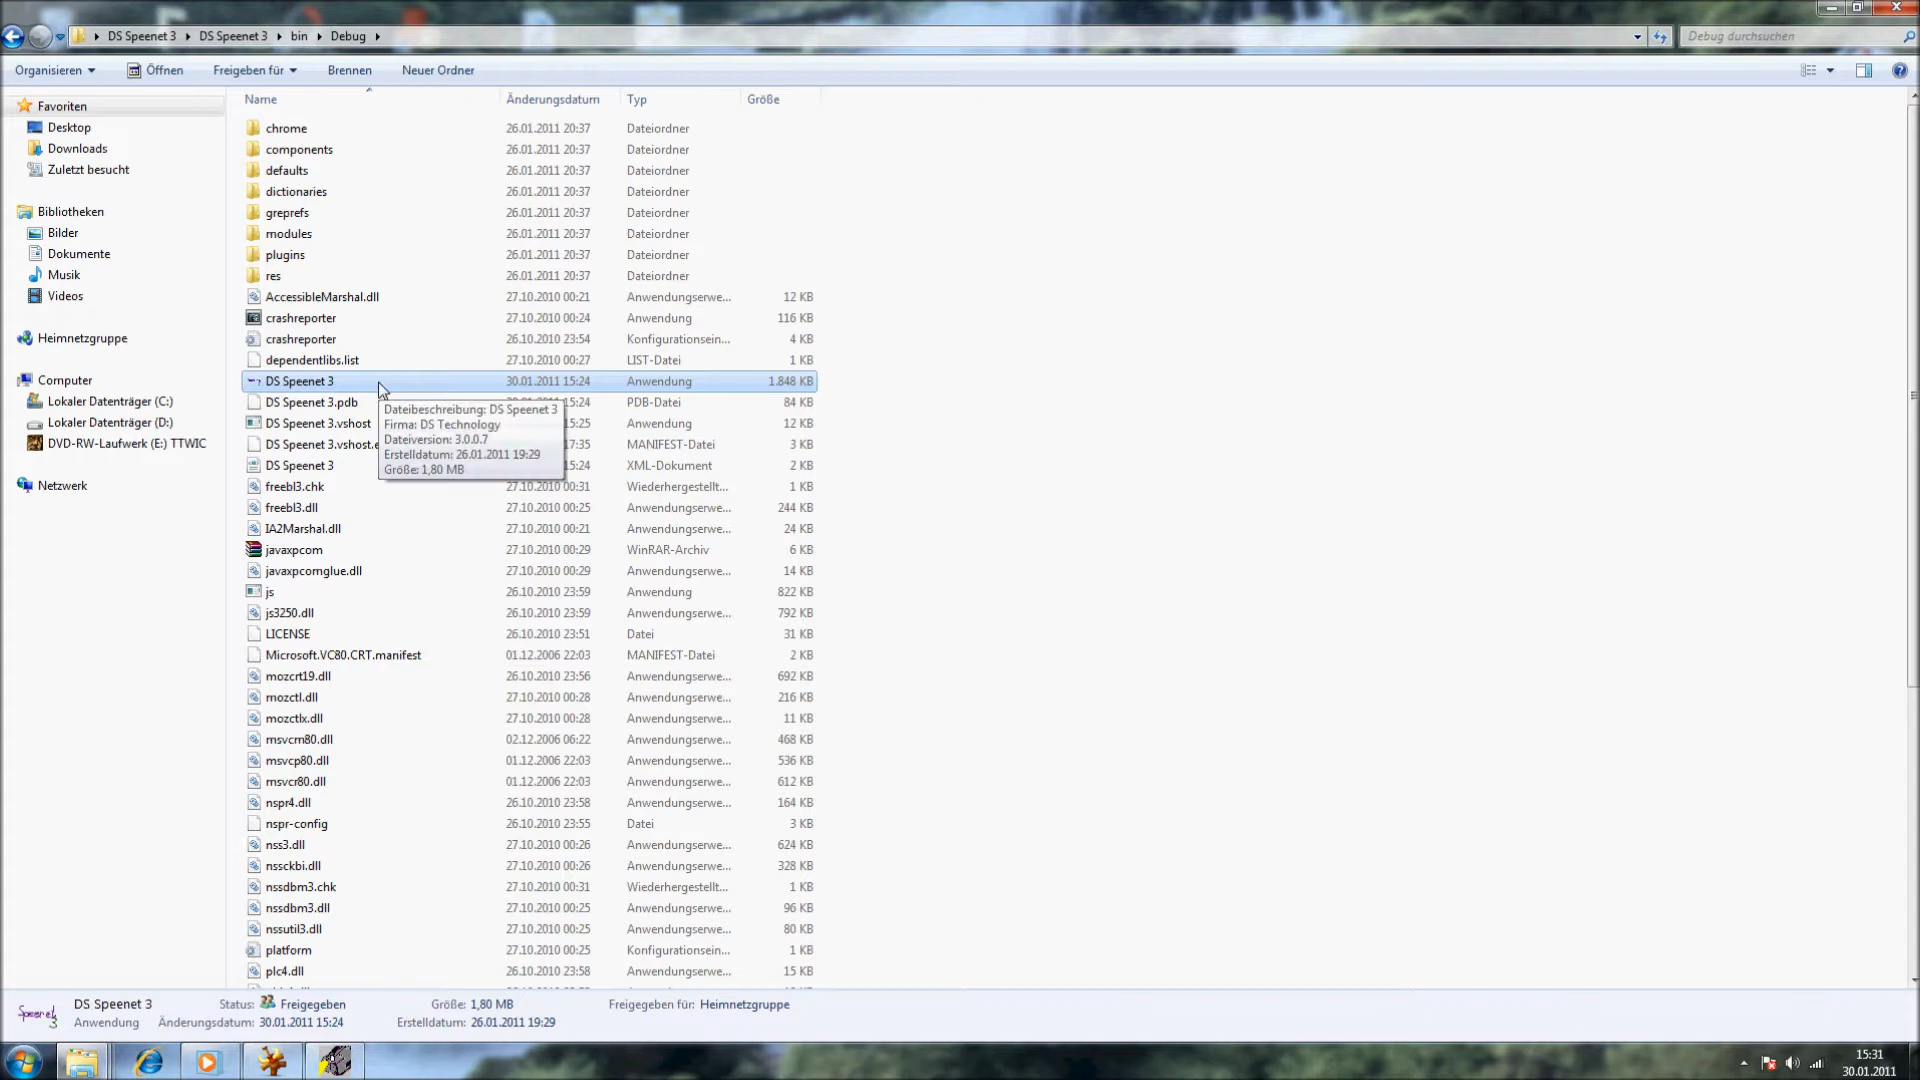 DS Speenet 3 DS Speenet 3 bin Debug
Debug durchsuchen
Organisieren Öffnen Freigeben für Brennen Neuer Ordner
Favoriten
Desktop
Downloads
Zuletzt besucht
Bibliotheken
Bilder
Dokumente
Musik
Videos
Heimnetzgruppe
Computer
Lokaler Datenträger (C:)
Lokaler Datenträger (D:)
DVD-RW-Laufwerk (E:) TTWIC
Netzwerk
Name Änderungsdatum Typ Größe
chrome 26.01.2011 20:37 Dateiordner
components 26.01.2011 20:37 Dateiordner
defaults 26.01.2011 20:37 Dateiordner
dictionaries 26.01.2011 20:37 Dateiordner
greprefs 26.01.2011 20:37 Dateiordner
modules 26.01.2011 20:37 Dateiordner
plugins 26.01.2011 20:37 Dateiordner
res 26.01.2011 20:37 Dateiordner
AccessibleMarshal.dll 27.10.2010 00:21 Anwendungserwe... 12 KB
crashreporter 27.10.2010 00:24 Anwendung 116 KB
crashreporter 26.10.2010 23:54 Konfigurationsein... 4 KB
dependentlibs.list 27.10.2010 00:27 LIST-Datei 1 KB
DS Speenet 3 30.01.2011 15:24 Anwendung 1.848 KB
DS Speenet 3.pdb 15:24 PDB-Datei 84 KB
DS Speenet 3.vshost 15:25 Anwendung 12 KB
DS Speenet 3.vshost.e 17:35 MANIFEST-Datei 3 KB
DS Speenet 3 15:24 XML-Dokument 2 KB
Dateibeschreibung: DS Speenet 3
Firma: DS Technology
Dateiversion: 3.0.0.7
Erstelldatum: 26.01.2011 19:29
Größe: 1,80 MB
freebl3.chk 27.10.2010 00:31 Wiederhergestellt... 1 KB
freebl3.dll 27.10.2010 00:25 Anwendungserwe... 244 KB
IA2Marshal.dll 27.10.2010 00:21 Anwendungserwe... 24 KB
javaxpcom 27.10.2010 00:29 WinRAR-Archiv 6 KB
javaxpcomglue.dll 27.10.2010 00:29 Anwendungserwe... 14 KB
js 26.10.2010 23:59 Anwendung 822 KB
js3250.dll 26.10.2010 23:59 Anwendungserwe... 792 KB
LICENSE 26.10.2010 23:51 Datei 31 KB
Microsoft.VC80.CRT.manifest 01.12.2006 22:03 MANIFEST-Datei 2 KB
mozcrt19.dll 26.10.2010 23:56 Anwendungserwe... 692 KB
mozctl.dll 27.10.2010 00:28 Anwendungserwe... 216 KB
mozctlx.dll 27.10.2010 00:28 Anwendungserwe... 11 KB
msvcm80.dll 02.12.2006 06:22 Anwendungserwe... 468 KB
msvcp80.dll 01.12.2006 22:03 Anwendungserwe... 536 KB
msvcr80.dll 01.12.2006 22:03 Anwendungserwe... 612 KB
nspr4.dll 26.10.2010 23:58 Anwendungserwe... 164 KB
nspr-config 26.10.2010 23:55 Datei 3 KB
nss3.dll 27.10.2010 00:26 Anwendungserwe... 624 KB
nssckbi.dll 27.10.2010 00:26 Anwendungserwe... 328 KB
nssdbm3.chk 27.10.2010 00:31 Wiederhergestellt... 1 KB
nssdbm3.dll 27.10.2010 00:25 Anwendungserwe... 96 KB
nssutil3.dll 27.10.2010 00:25 Anwendungserwe... 80 KB
platform 27.10.2010 00:25 Konfigurationsein... 1 KB
plc4.dll 26.10.2010 23:58 Anwendungserwe... 15 KB
Speenet 3
DS Speenet 3 Status: Freigegeben Größe: 1,80 MB Freigegeben für: Heimnetzgruppe
Anwendung Änderungsdatum: 30.01.2011 15:24 Erstelldatum: 26.01.2011 19:29
15:31
30.01.2011